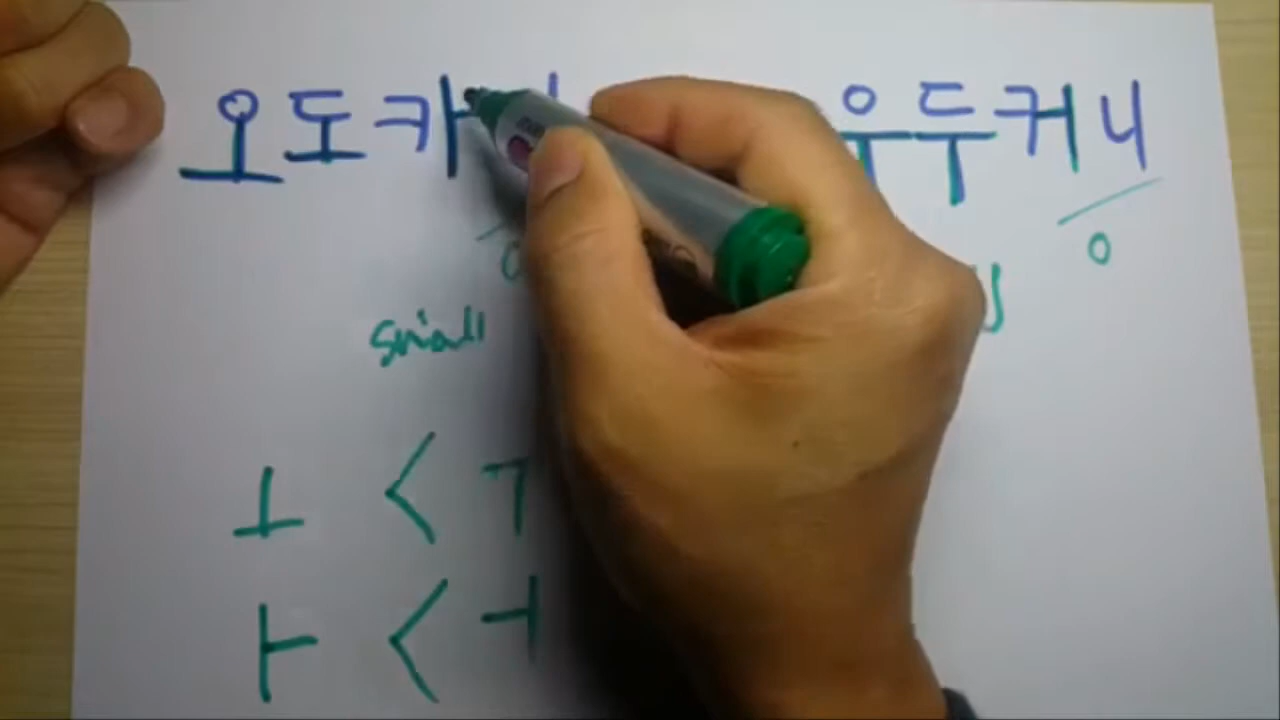 오도카 우두커니
o
small
ㅗ < ㅜ
ㅏ < ㅓ